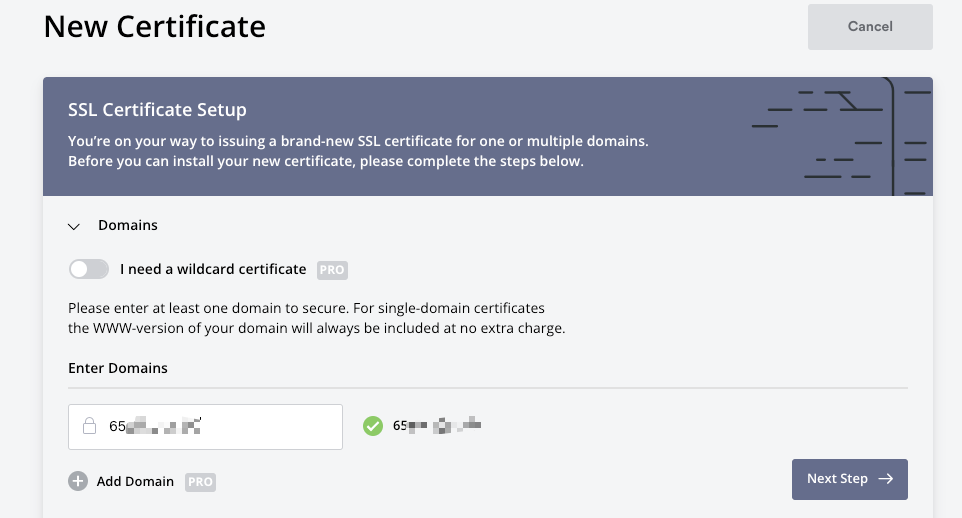 New Certificate
Cancel
SSL Certificate Setup
You're on your way to issuing a brand-new SSL certificate for one or multiple domains.
Before you can install your new certificate, please complete the steps below.
Domains
I need a wildcard certificate PRO
Please enter at least one domain to secure. For single-domain certificates
the WWW-version of your domain will always be included at no extra charge.
Enter Domains
65
65
Add Domain PRO
Next Step